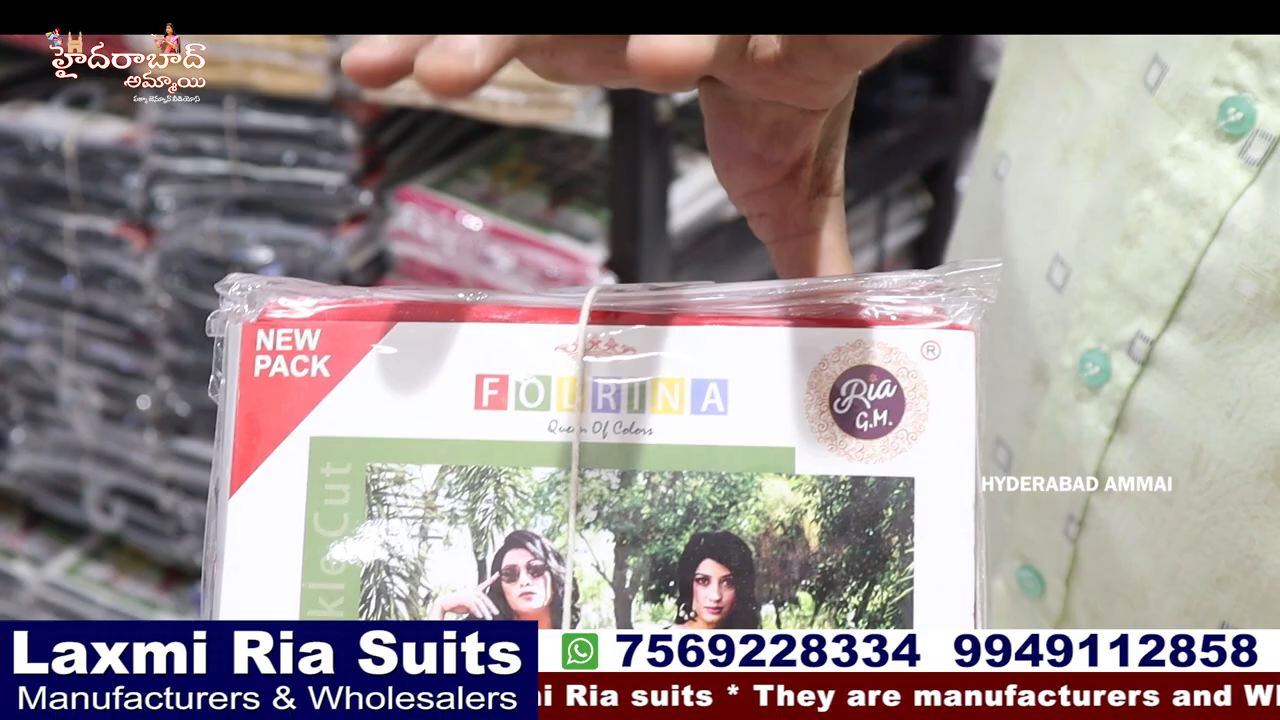 హైదరాబాద్
అమ్మాయి
పక్కా జెన్యూన్ వీడియోస్
NEW
PACK
FOLRINA
Queen Of Colors
®
Ria
G.M.
HYDERABAD AMMAI
Laxmi Ria Suits
Manufacturers & Wholesalers
7569228334 9949112858
Ria suits * They are manufacturers and